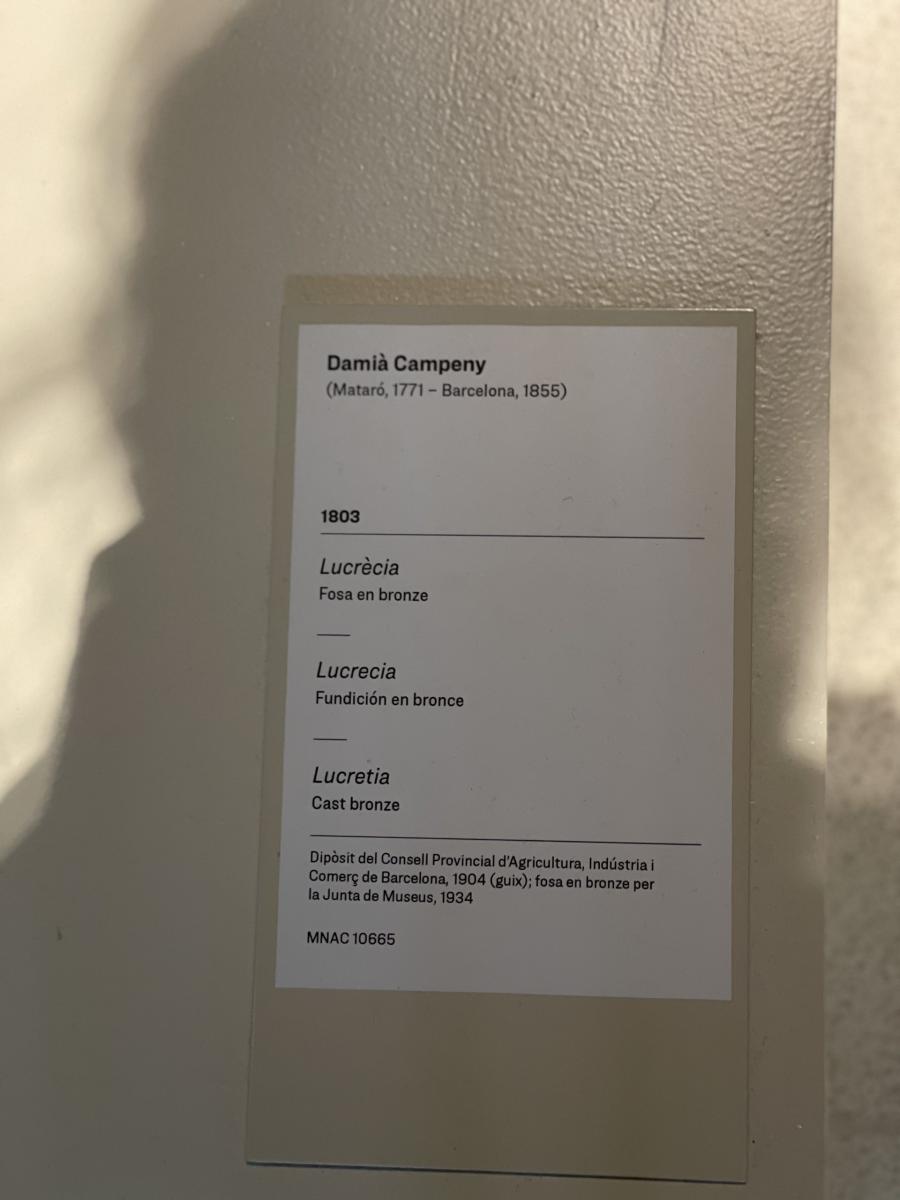 Damià Campeny
(Mataró, 1771 – Barcelona, 1855)
1803
Lucrècia
Fosa en bronze
Lucrecia
Fundición en bronce
Lucretia
Cast bronze
Dipòsit del Consell Provincial d'Agricultura, Indústria i
Comerç de Barcelona, 1904 (guix); fosa en bronze per
la Junta de Museus, 1934
MNAC 10665